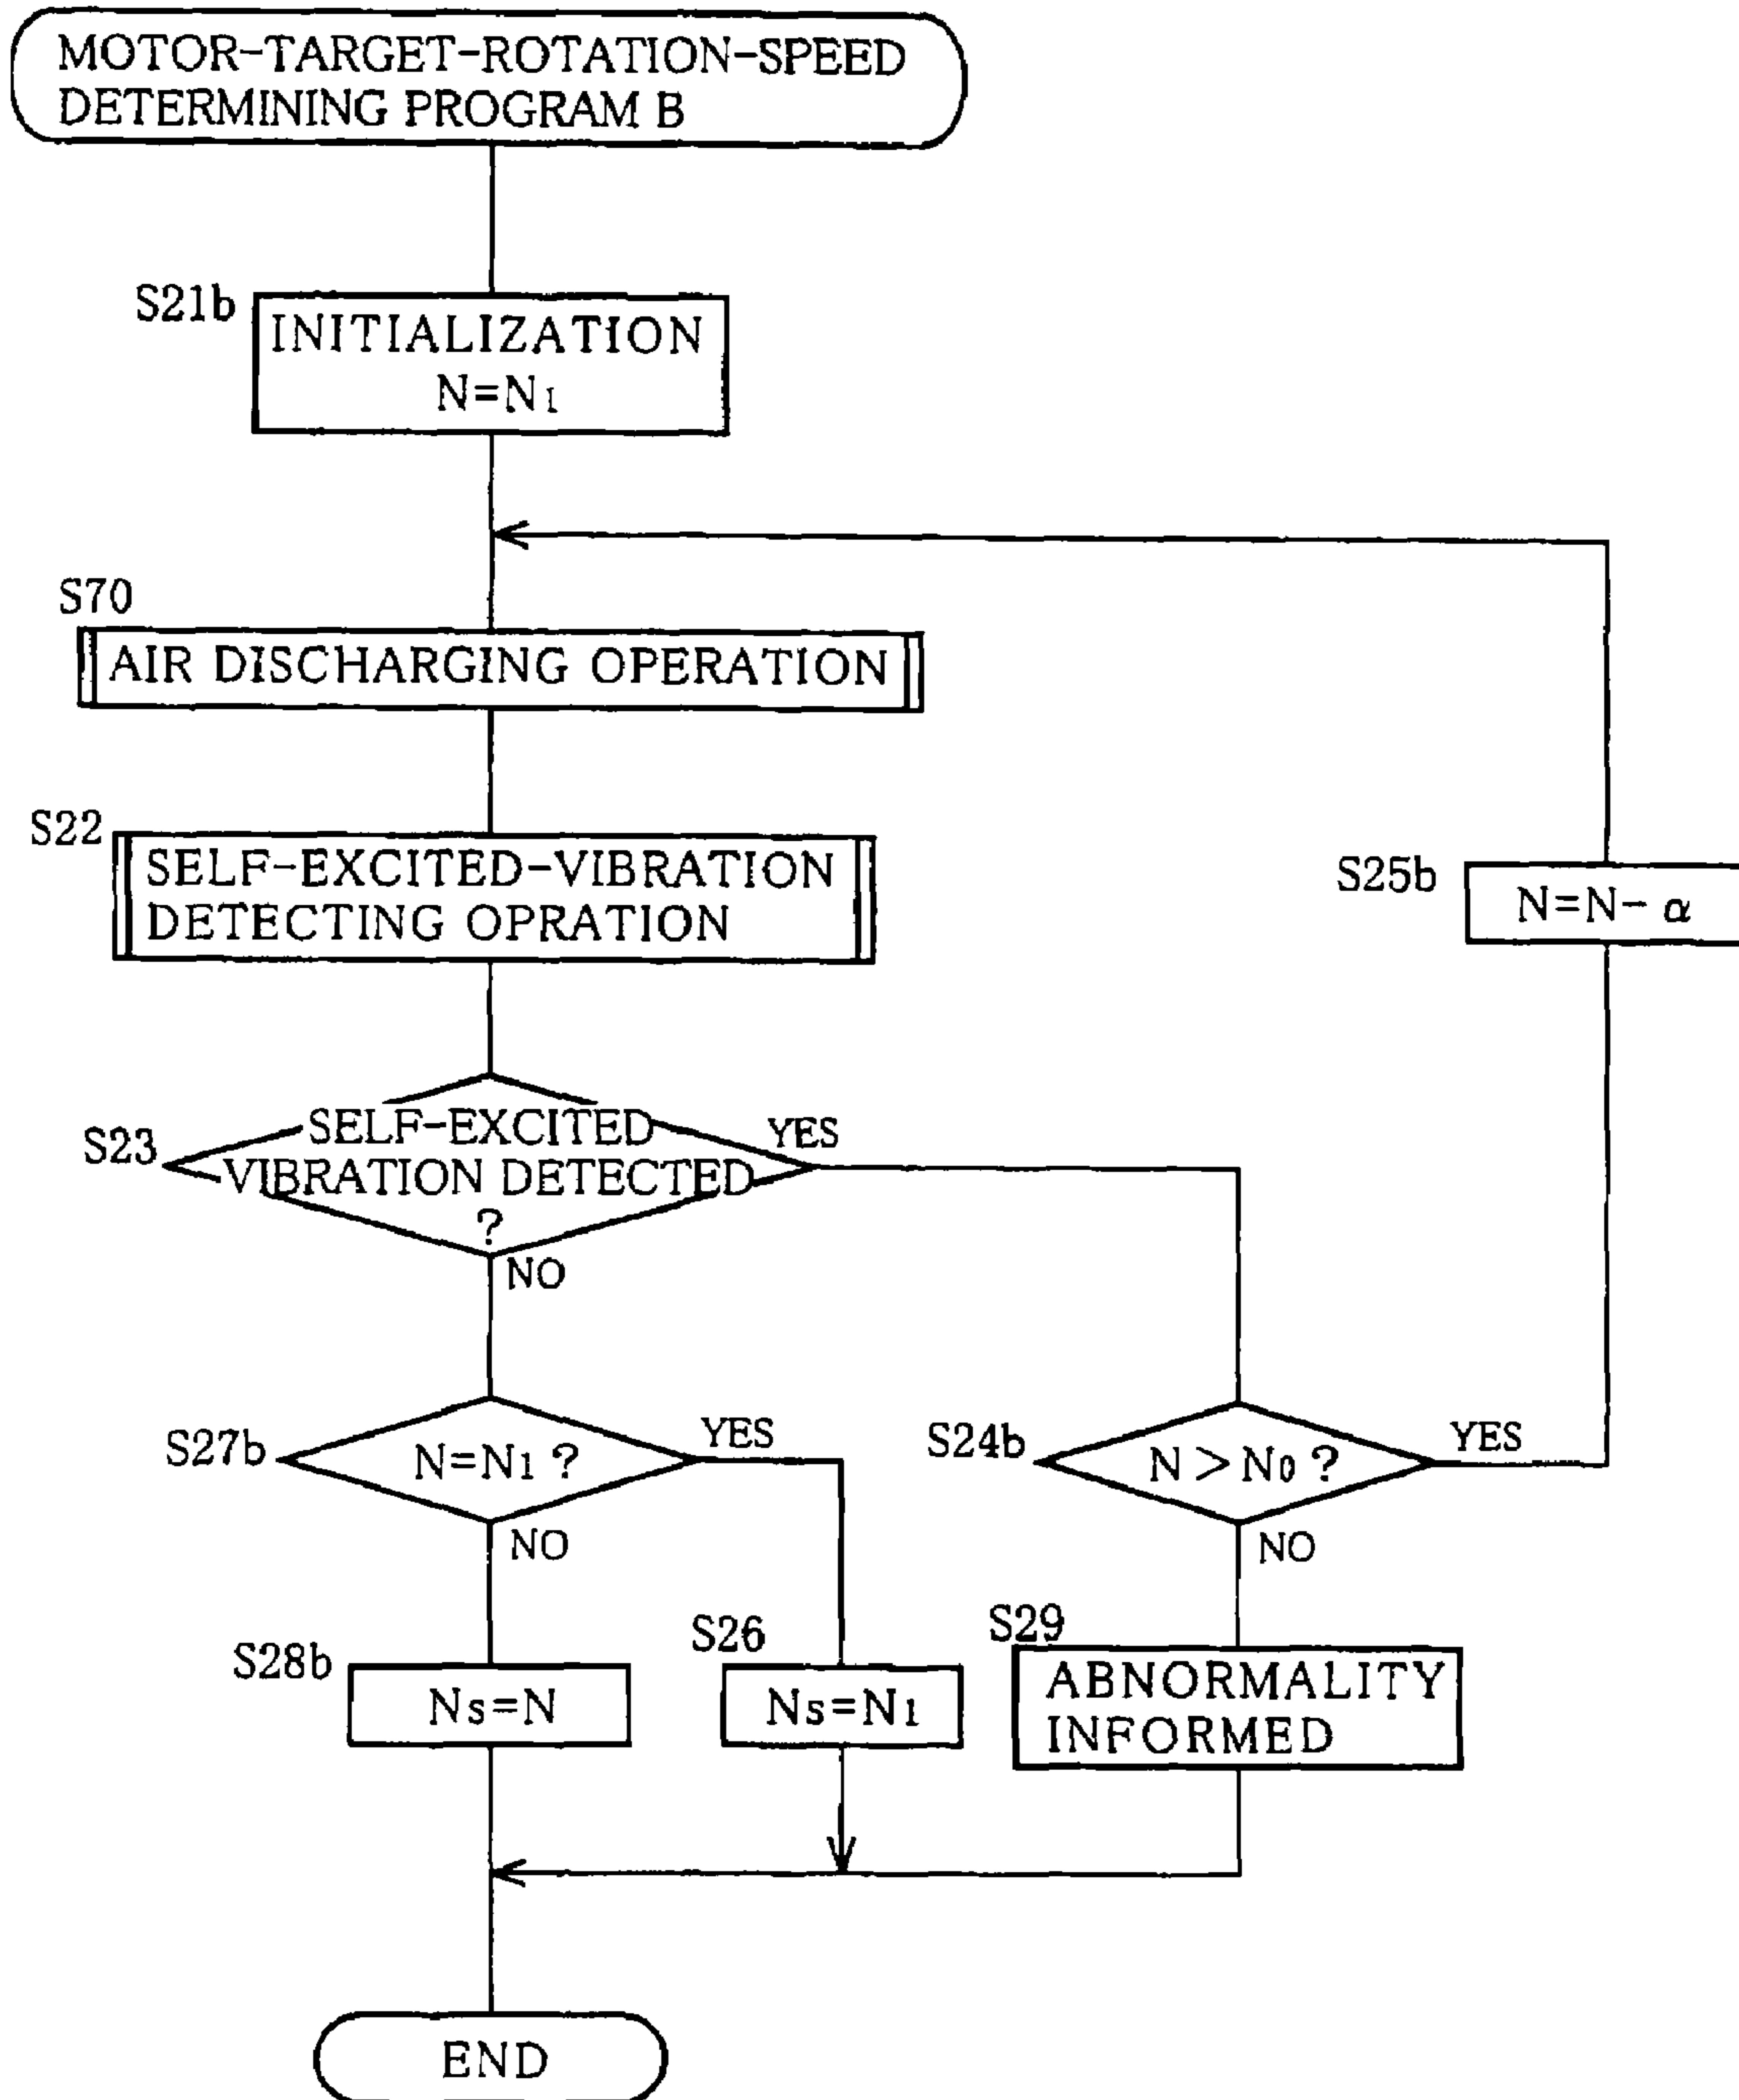 MOTOR-TARGET-ROTATION-SPEED
DETERMINING PROGRAM B
S21b
INITIALIZATION
N=N1
S70
AIR DISCHARGING OPERATION
S22
SELF-EXCITED-VIBRATION
DETECTING OPRATION
S25b
N=N-α
S23
SELF-EXCITED
VIBRATION DETECTED
?
YES
NO
S27b
N=N1 ?
YES
NO
S24b
N>N0 ?
YES
NO
S28b
Ns=N
S26
Ns=N1
S29
ABNORMALITY
INFORMED
END